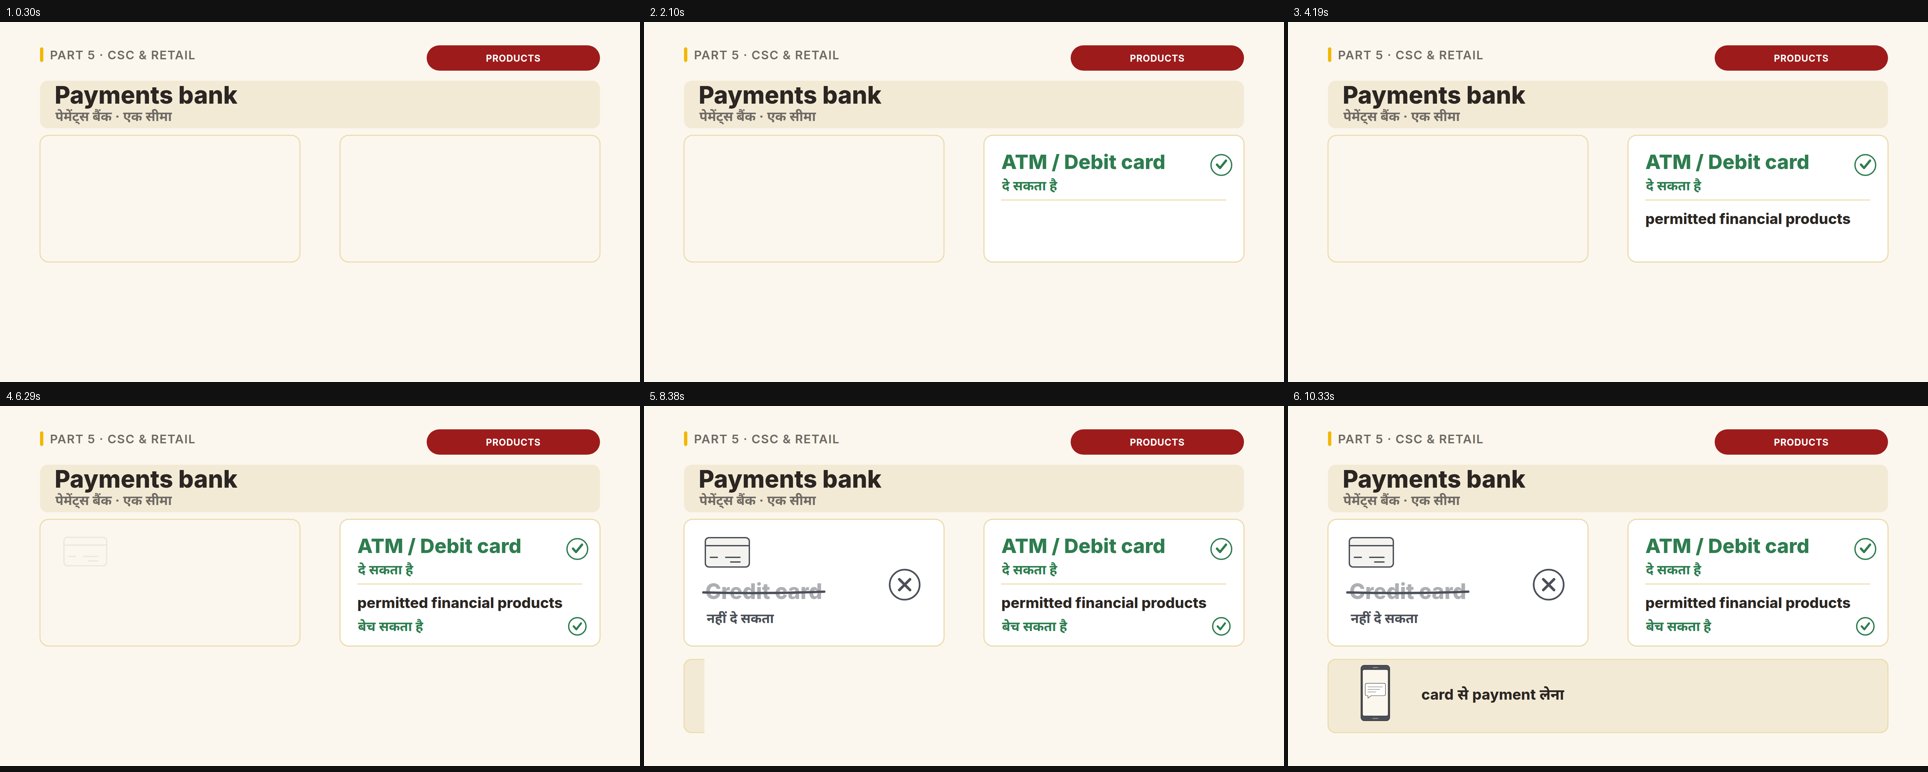 1. 0.30s
PART 5 · CSC & RETAIL
PRODUCTS
Payments bank
पेमेंट्स बैंक · एक सीमा
2. 2.10s
PART 5 · CSC & RETAIL
PRODUCTS
Payments bank
पेमेंट्स बैंक · एक सीमा
ATM / Debit card
दे सकता है
3. 4.19s
PART 5 · CSC & RETAIL
PRODUCTS
Payments bank
पेमेंट्स बैंक · एक सीमा
ATM / Debit card
दे सकता है
permitted financial products
4. 6.29s
PART 5 · CSC & RETAIL
PRODUCTS
Payments bank
पेमेंट्स बैंक · एक सीमा
ATM / Debit card
दे सकता है
permitted financial products
बेच सकता है
5. 8.38s
PART 5 · CSC & RETAIL
PRODUCTS
Payments bank
पेमेंट्स बैंक · एक सीमा
Credit card
नहीं दे सकता
ATM / Debit card
दे सकता है
permitted financial products
बेच सकता है
6. 10.33s
PART 5 · CSC & RETAIL
PRODUCTS
Payments bank
पेमेंट्स बैंक · एक सीमा
Credit card
नहीं दे सकता
ATM / Debit card
दे सकता है
permitted financial products
बेच सकता है
card से payment लेना